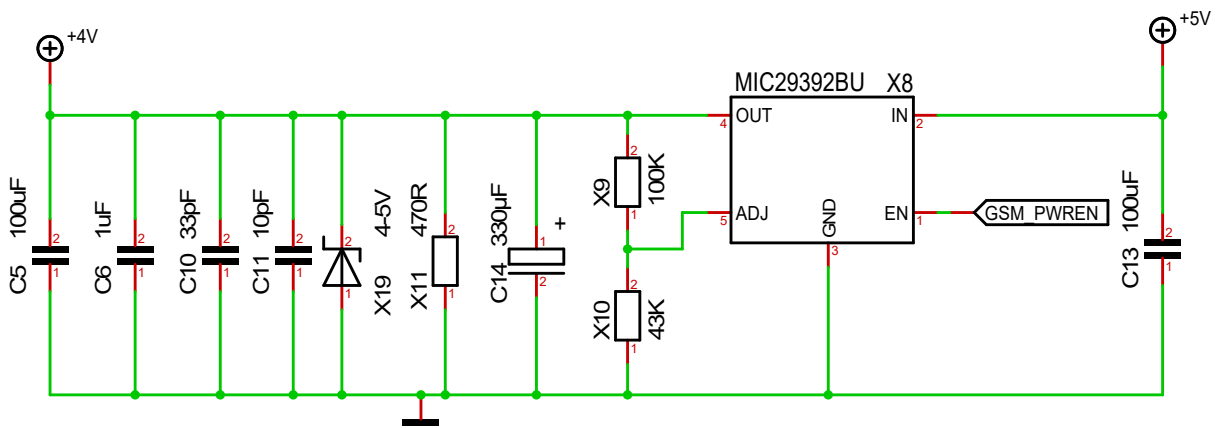 +4V
+5V
MIC29392BU X8
OUT
IN
4
2
ADJ
EN
5
1
GND
3
GSM_PWREN
C5 100uF
2
1
C6 1uF
2
1
C10 33pF
2
1
C11 10pF
2
1
X19 4-5V
2
1
X11 470R
2
1
C14 330µF
+
1
2
X9 100K
2
1
X10 43K
2
1
C13 100uF
2
1